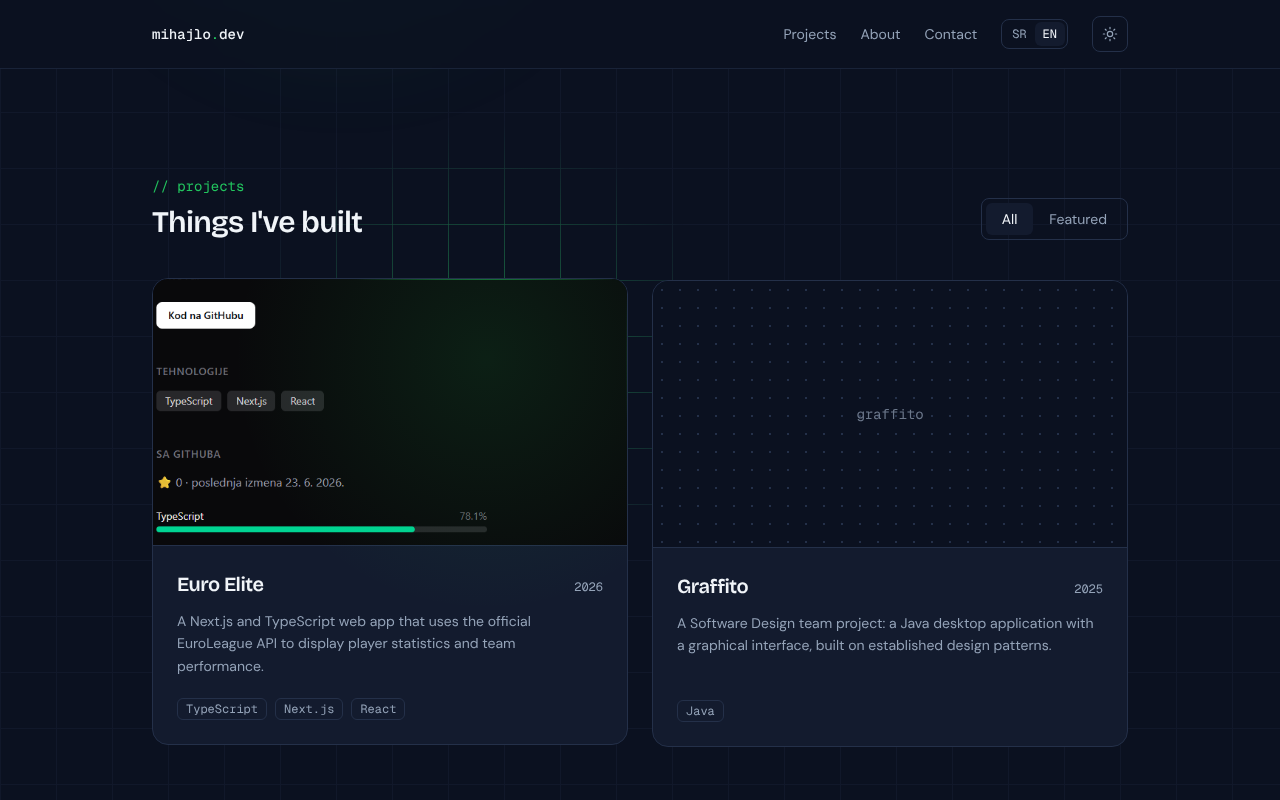 mihajlo.dev
Projects
About
Contact
SR
EN
// projects
Things I've built
All
Featured
Kod na GitHubu
TEHNOLOGIJE
TypeScript
Next.js
React
SA GITHUBA
⭐ 0 · poslednja izmena 23. 6. 2026.
TypeScript
78.1%
Euro Elite
2026
A Next.js and TypeScript web app that uses the official
EuroLeague API to display player statistics and team
performance.
TypeScript
Next.js
React
graffito
Graffito
2025
A Software Design team project: a Java desktop application with
a graphical interface, built on established design patterns.
Java